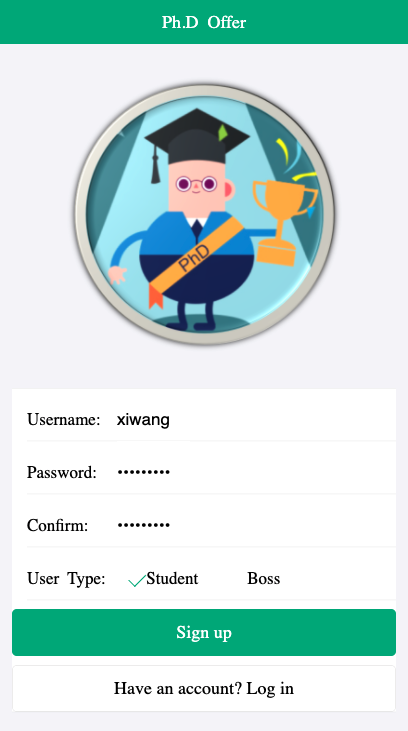 Ph.D Offer
PhD
Username: xiwang
Password: •••••••••
Confirm: •••••••••
User Type: Student Boss
Sign up
Have an account? Log in